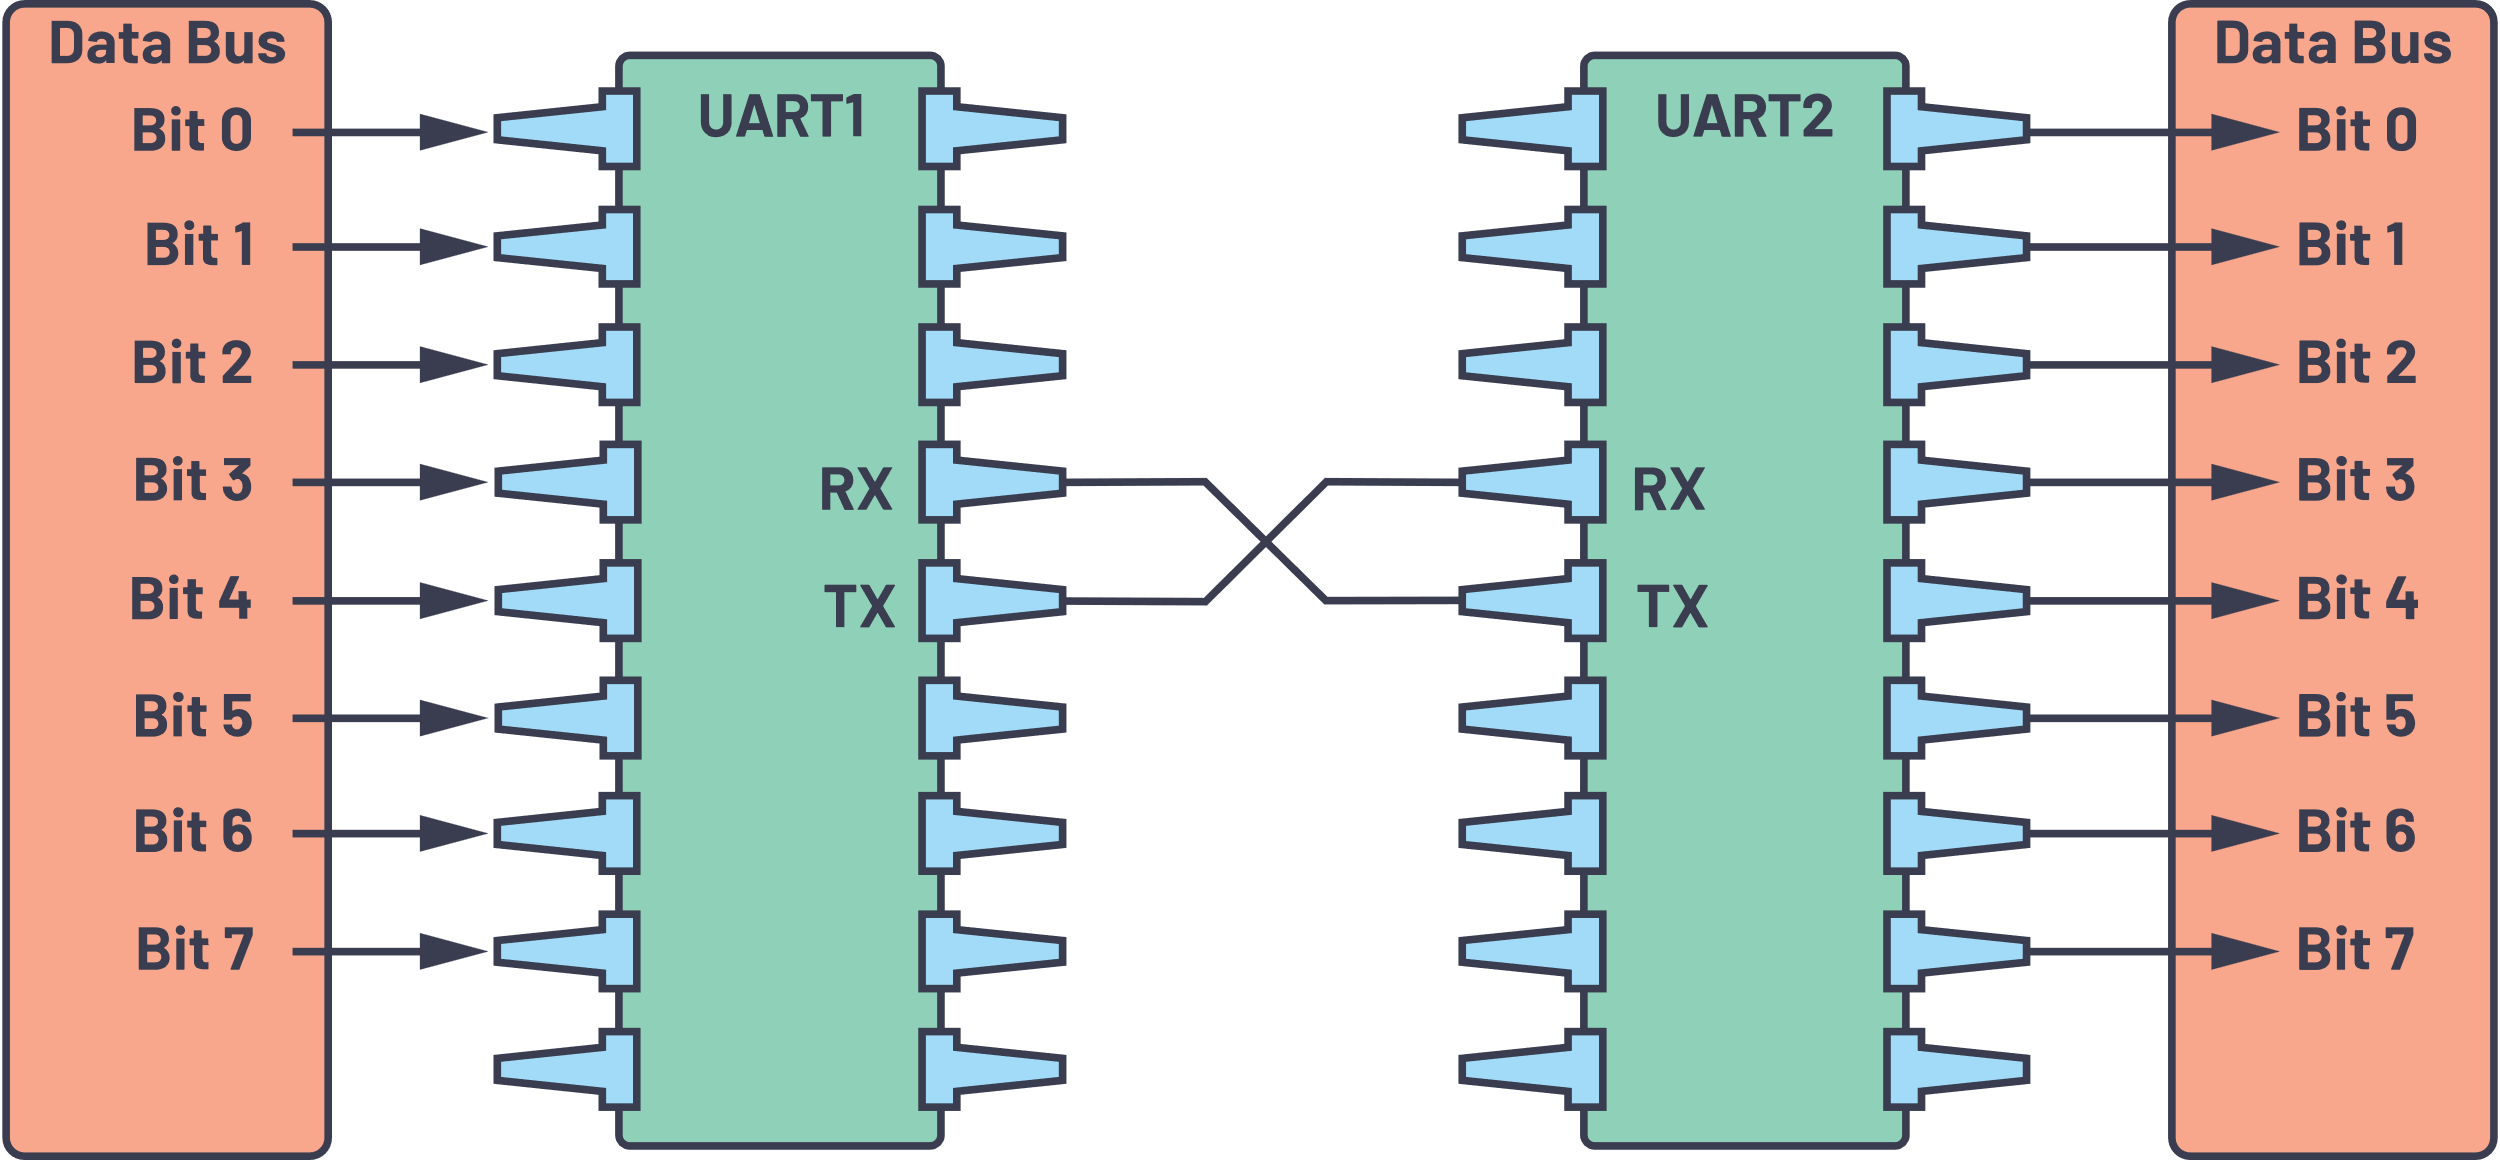 Data Bus
Bit 0
Bit 1
Bit 2
Bit 3
Bit 4
Bit 5
Bit 6
Bit 7
UART1
RX
TX
UART2
RX
TX
Data Bus
Bit 0
Bit 1
Bit 2
Bit 3
Bit 4
Bit 5
Bit 6
Bit 7